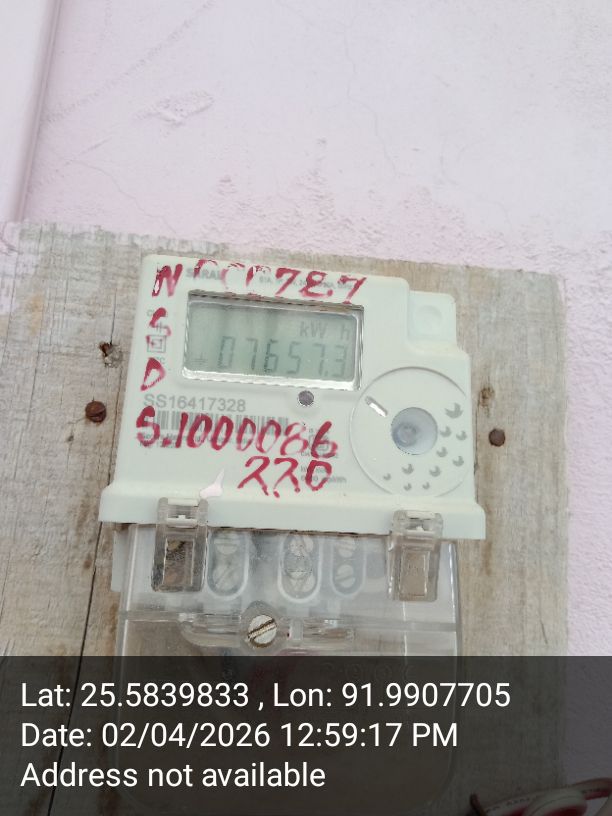 N
S
D
kW h
07657.3
SS16417328
S.1000086
220
Lat: 25.5839833 , Lon: 91.9907705
Date: 02/04/2026 12:59:17 PM
Address not available